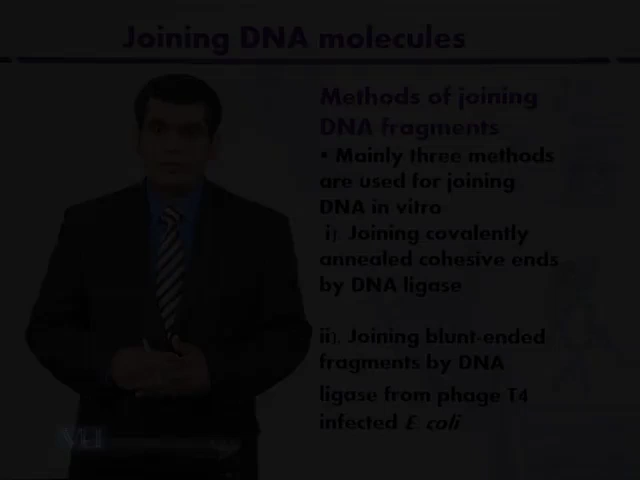 Joining DNA molecules
Methods of joining
DNA fragments
• Mainly three methods
are used for joining
DNA in vitro
i). Joining covalently
annealed cohesive ends
by DNA ligase
ii). Joining blunt-ended
fragments by DNA
ligase from phage T4
infected E coli